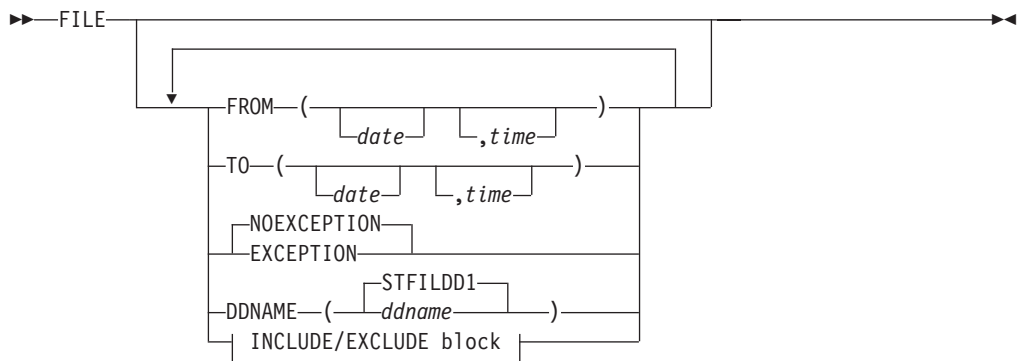 FILE
FROM ( date ,time )
TO ( date ,time )
NOEXCEPTION
EXCEPTION
DDNAME ( STFILDD1 )
ddname
INCLUDE/EXCLUDE block